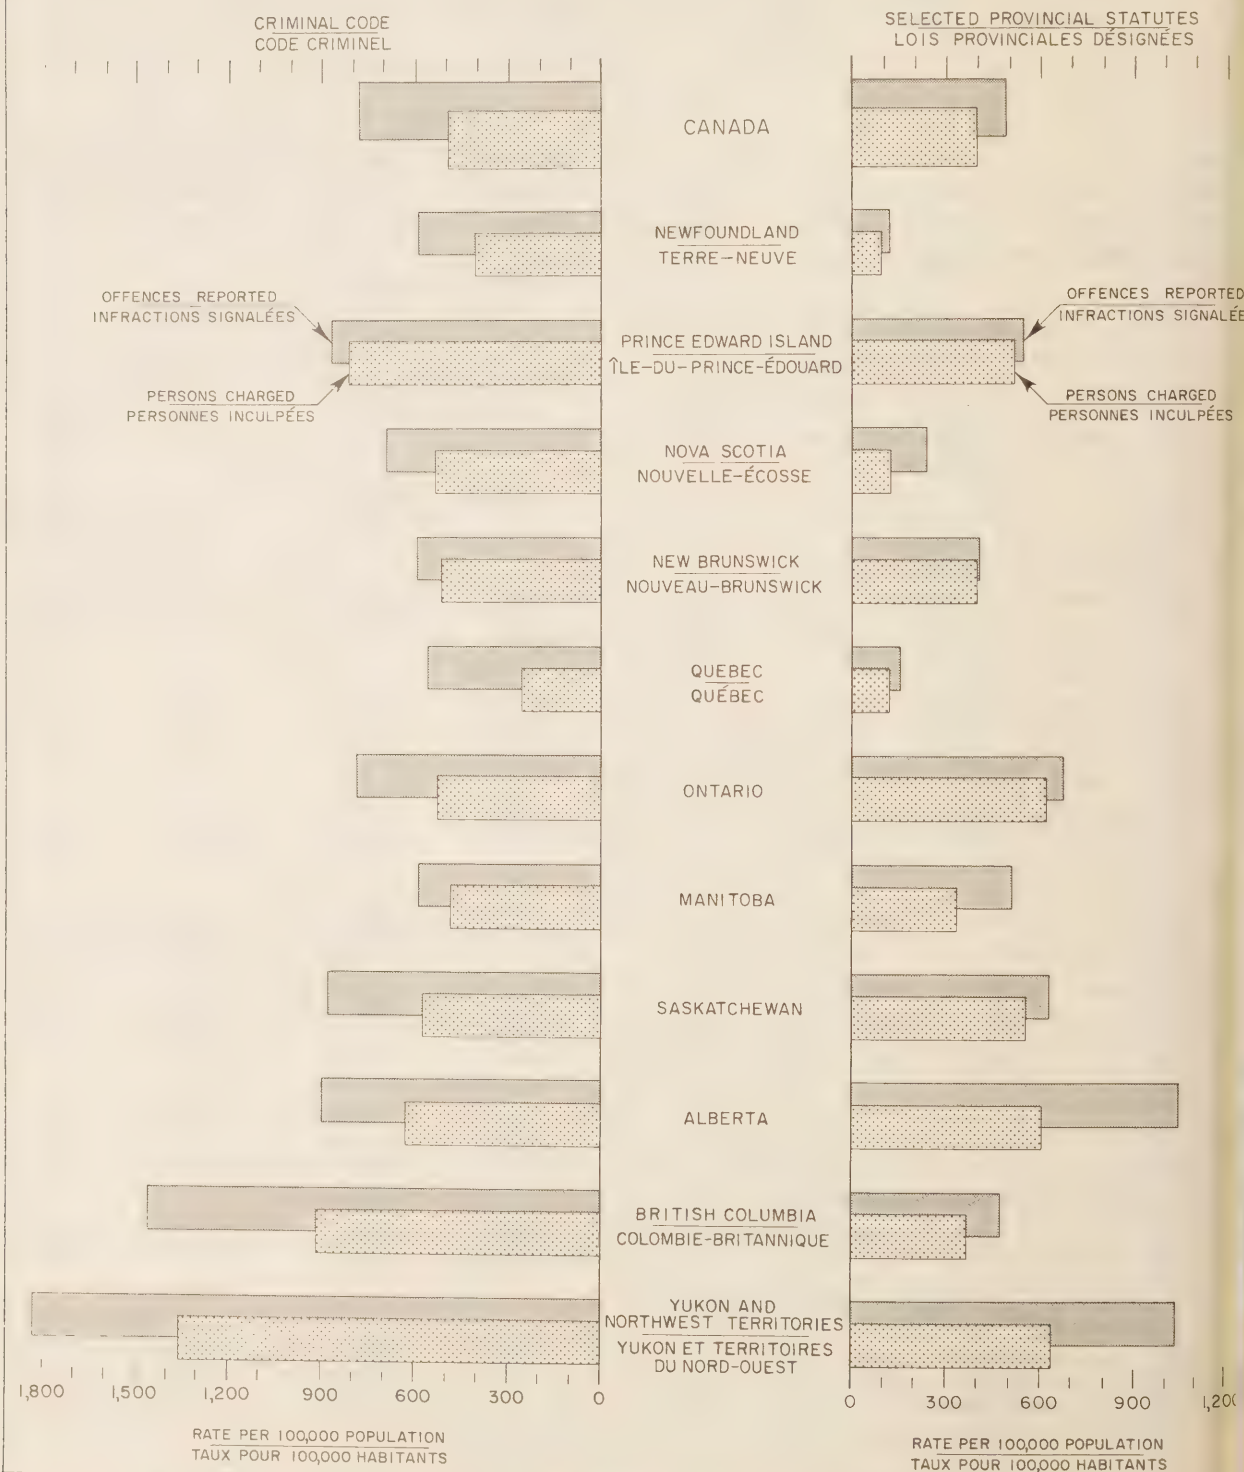 CRIMINAL CODE
CODE CRIMINEL
SELECTED PROVINCIAL STATUTES
LOIS PROVINCIALES DÉSIGNÉES
CANADA
NEWFOUNDLAND
TERRE-NEUVE
OFFENCES REPORTED
INFRACTIONS SIGNALÉES
PERSONS CHARGED
PERSONNES INCULPÉES
PRINCE EDWARD ISLAND
ÎLE-DU-PRINCE-ÉDOUARD
OFFENCES REPORTED
INFRACTIONS SIGNALÉE
PERSONS CHARGED
PERSONNES INCULPÉES
NOVA SCOTIA
NOUVELLE-ÉCOSSE
NEW BRUNSWICK
NOUVEAU-BRUNSWICK
QUEBEC
QUÉBEC
ONTARIO
MANITOBA
SASKATCHEWAN
ALBERTA
BRITISH COLUMBIA
COLOMBIE-BRITANNIQUE
YUKON AND
NORTHWEST TERRITORIES
YUKON ET TERRITOIRES
DU NORD-OUEST
1,800 1,500 1,200 900 600 300 0
0 300 600 900 1,20
RATE PER 100,000 POPULATION
TAUX POUR 100,000 HABITANTS
RATE PER 100,000 POPULATION
TAUX POUR 100,000 HABITANTS